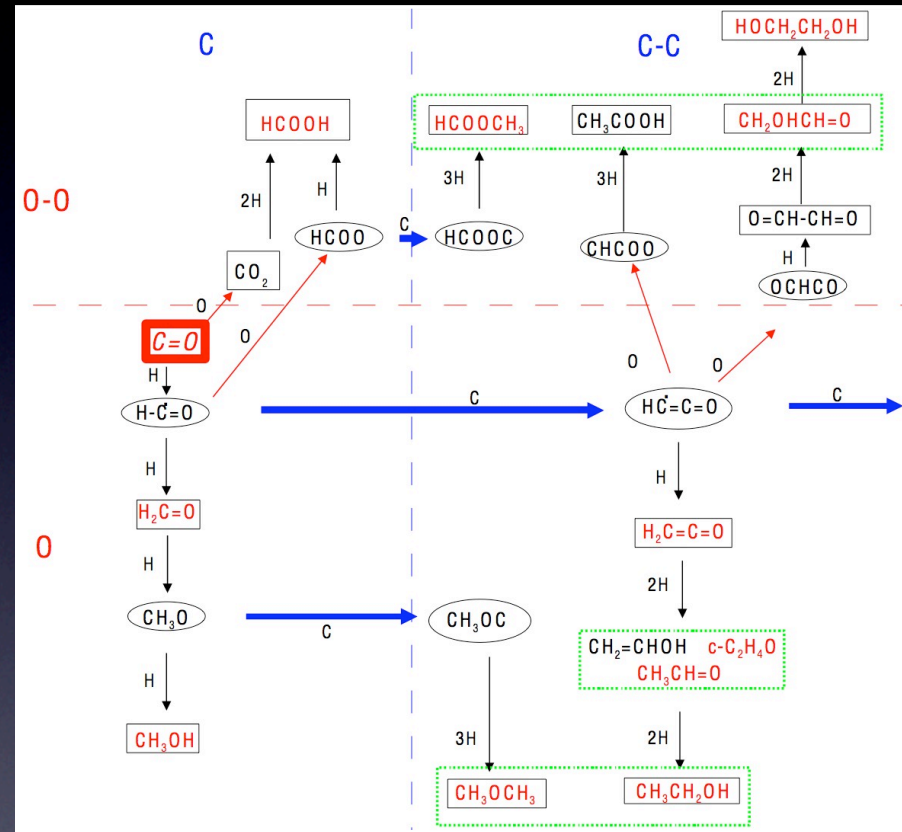 C
C-C
HOCH₂CH₂OH
2H
HCOOH
HCOOCH₃
CH₃COOH
CH₂OHCH=O
2H
H
3H
3H
2H
O-O
HCOO
C
HCOOC
CHCOO
O=CH-CH=O
CO₂
H
OCHCO
O
C=O
O
O
O
H
H-Ċ=O
C
HĊ=C=O
C
H
H
H₂C=O
H₂C=C=O
O
H
2H
CH₃O
C
CH₃OC
CH₂=CHOH c-C₂H₄O
CH₃CH=O
H
CH₃OH
3H
2H
CH₃OCH₃
CH₃CH₂OH